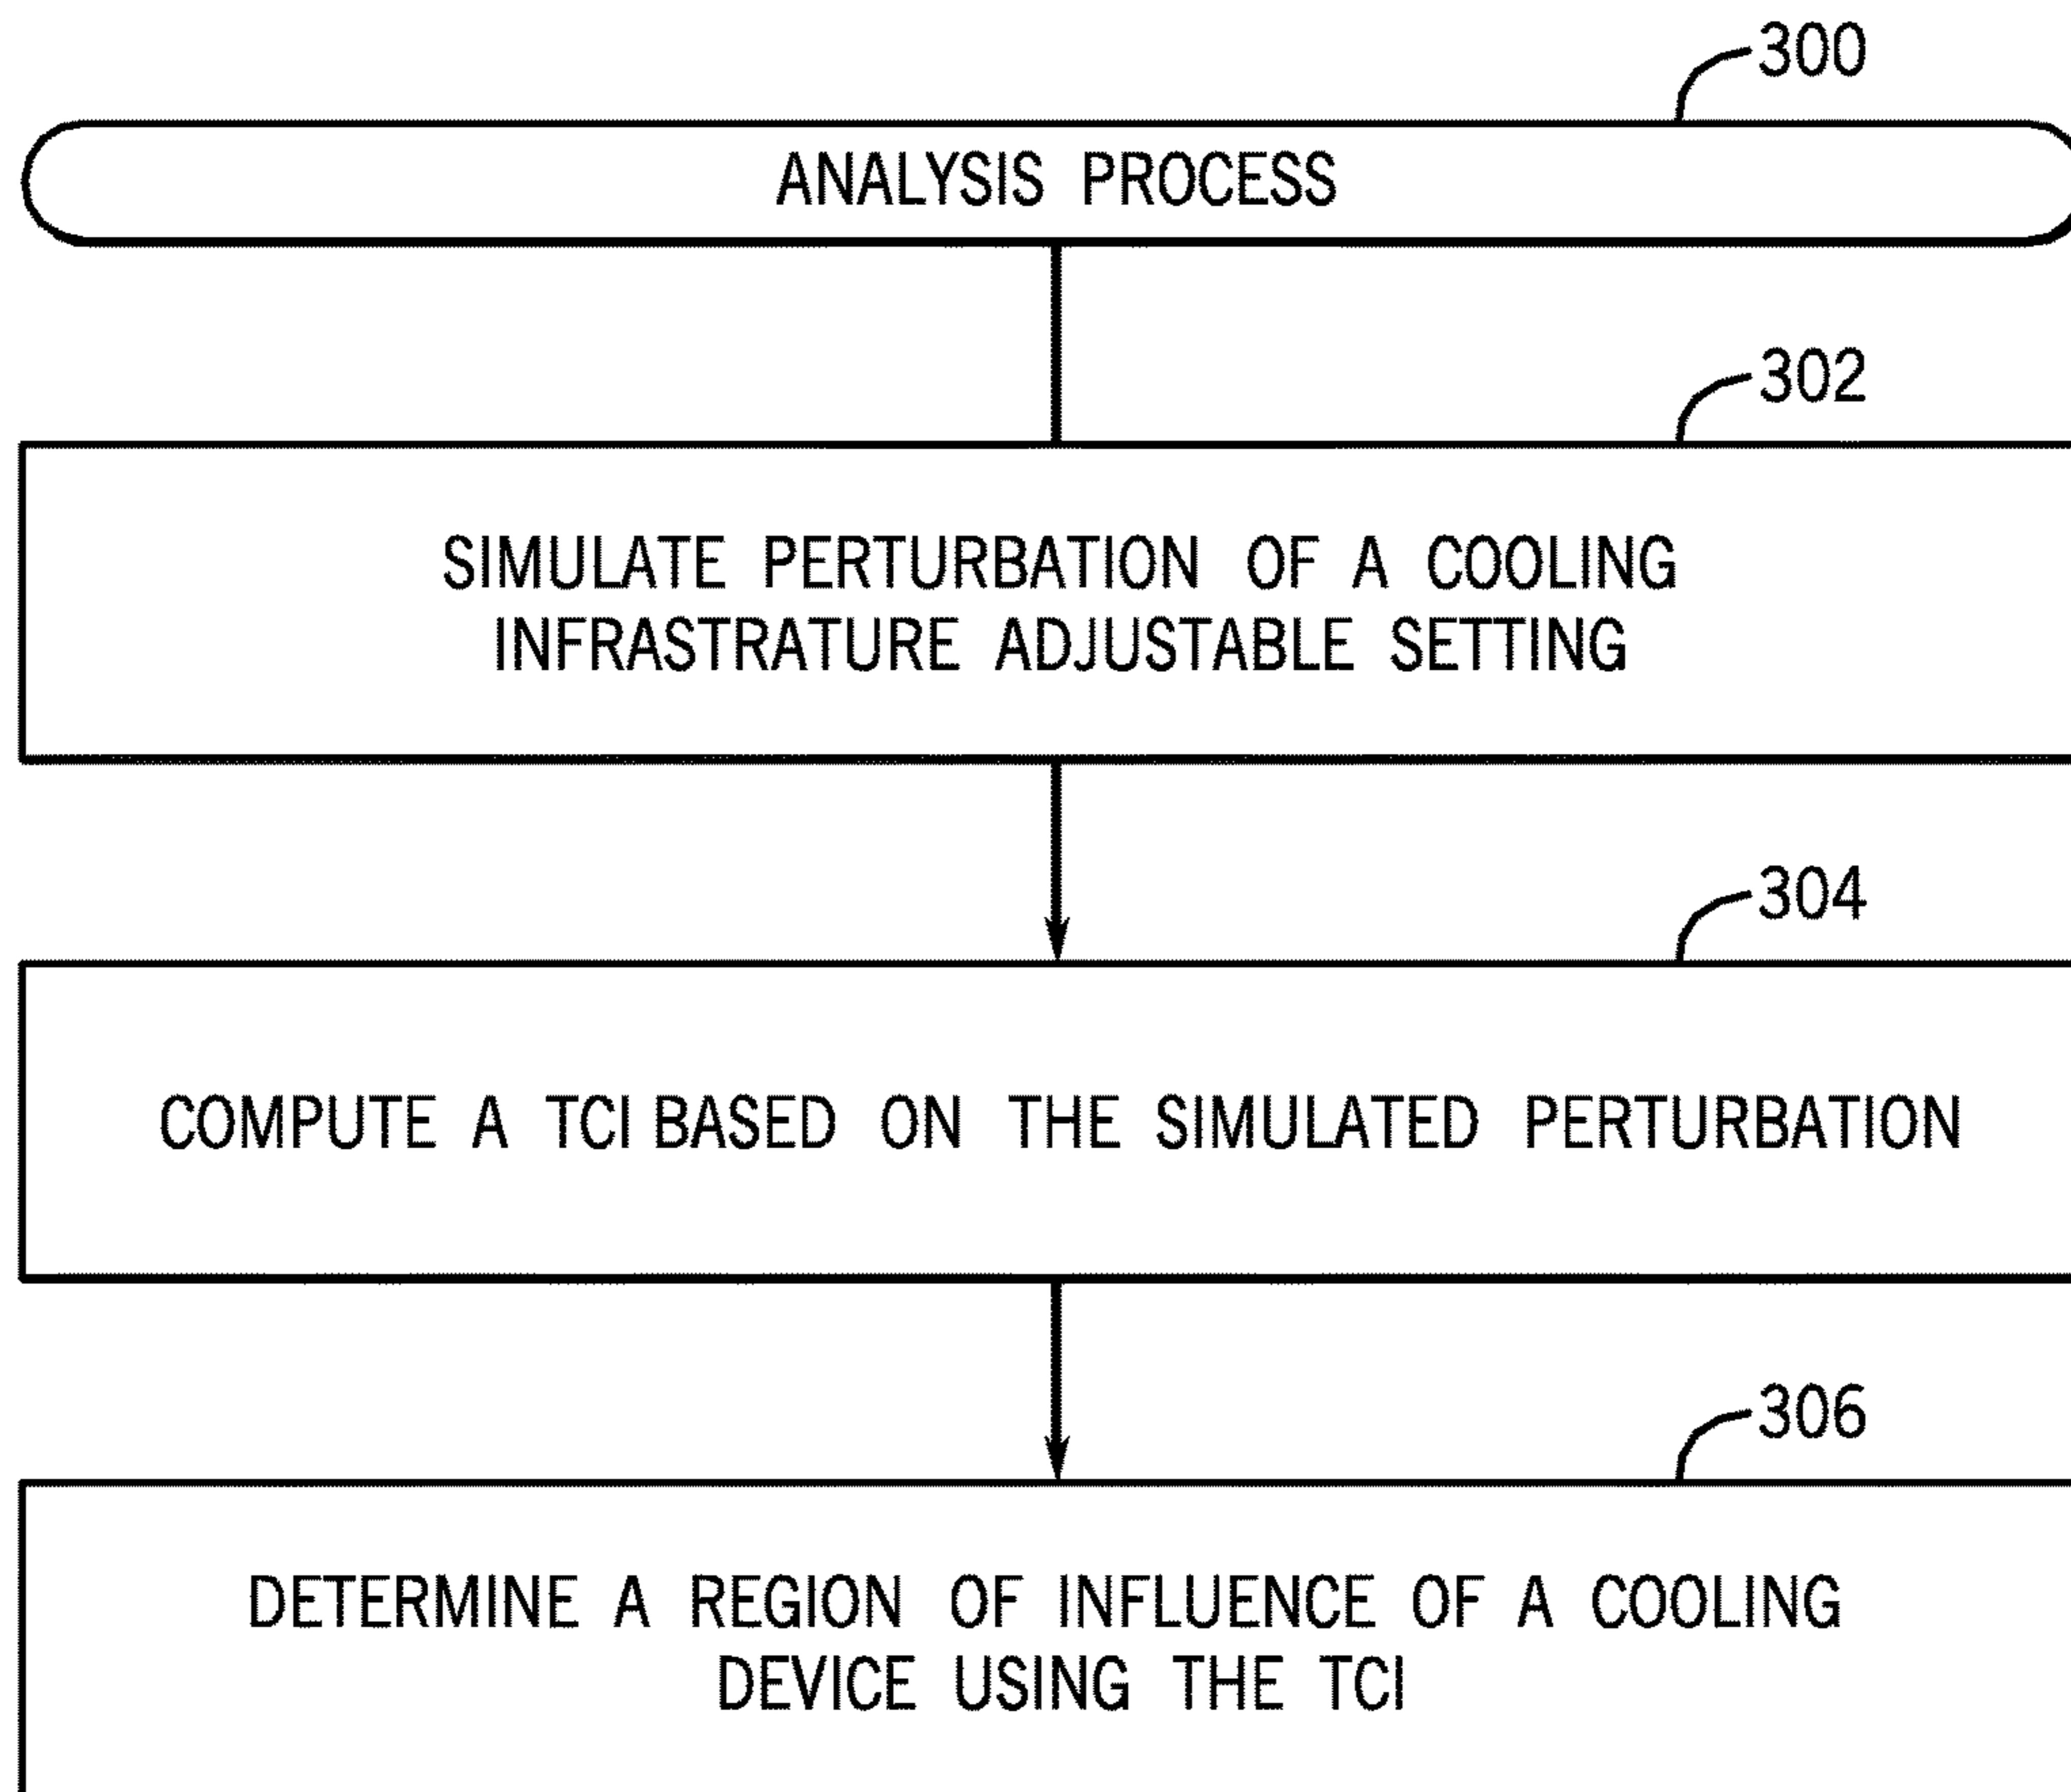 300
ANALYSIS PROCESS
302
SIMULATE PERTURBATION OF A COOLING
INFRASTRATURE ADJUSTABLE SETTING
304
COMPUTE A TCI BASED ON THE SIMULATED PERTURBATION
306
DETERMINE A REGION OF INFLUENCE OF A COOLING
DEVICE USING THE TCI